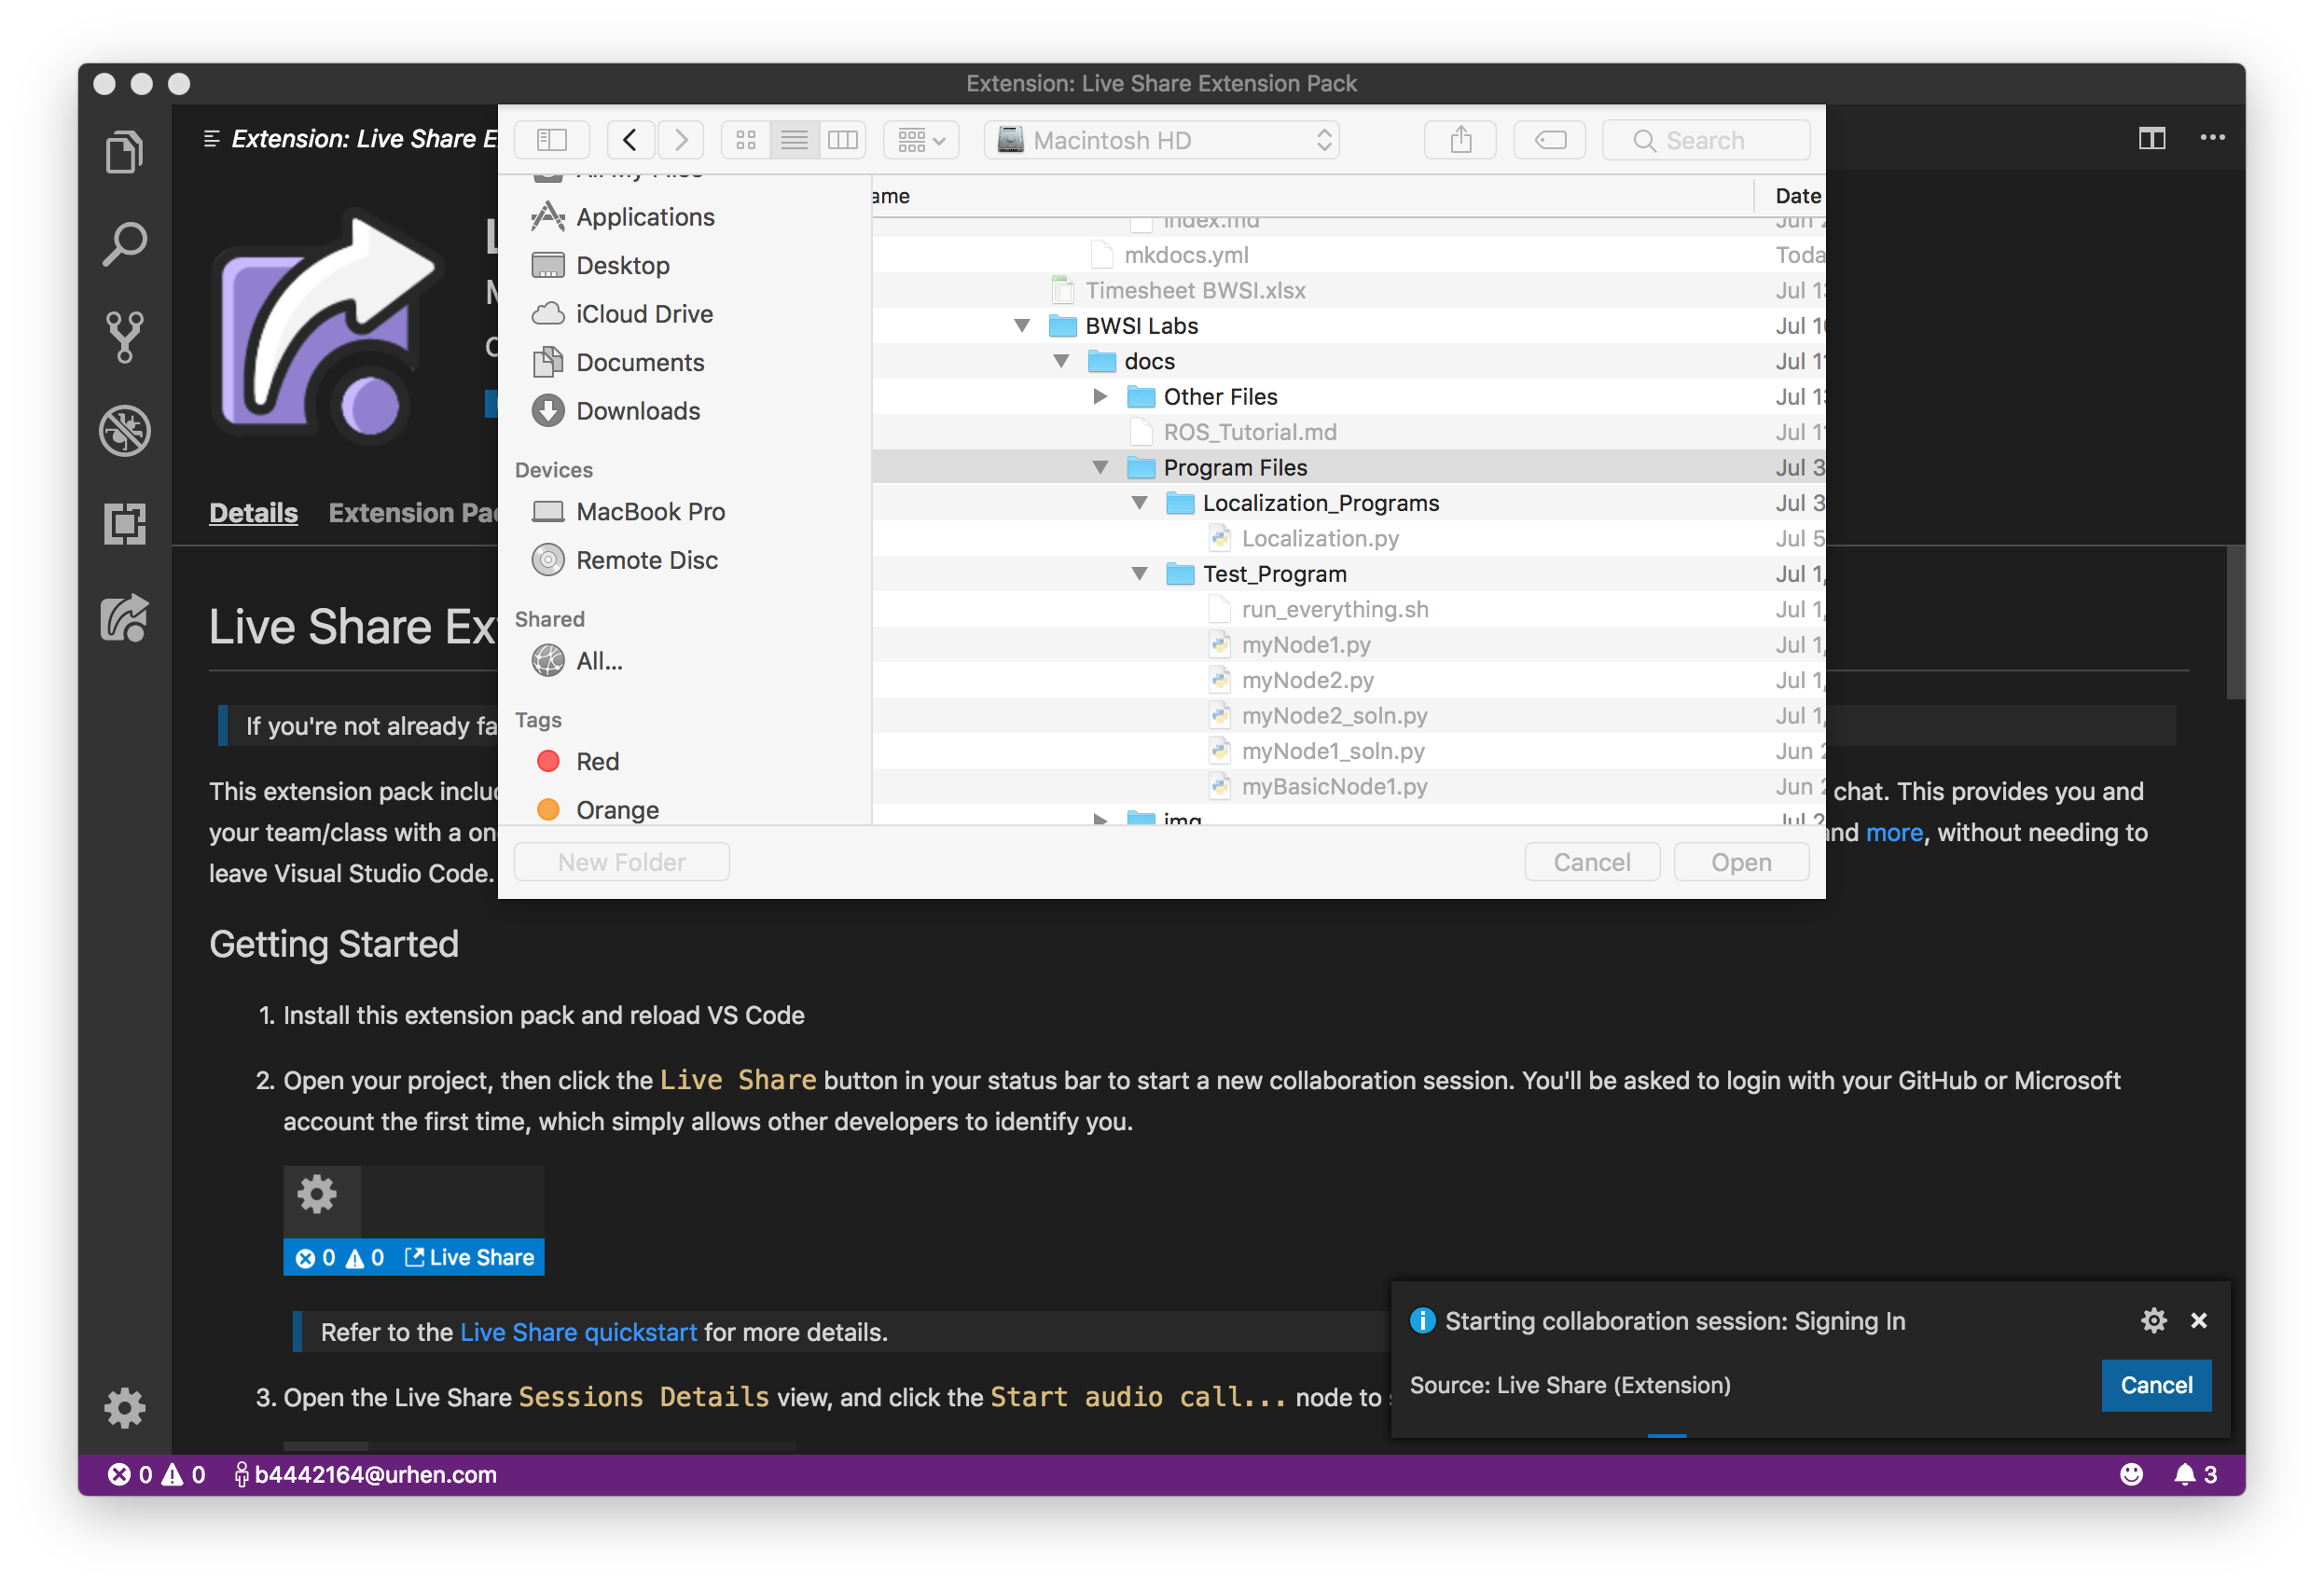 Extension: Live Share Extension Pack
Extension: Live Share E
Macintosh HD
Search
All My Files
Applications
Desktop
iCloud Drive
Documents
Downloads
Devices
MacBook Pro
Remote Disc
Shared
All...
Tags
Red
Orange
ame
Date
index.md
Jun 2
mkdocs.yml
Toda
Timesheet BWSI.xlsx
Jul 1
BWSI Labs
Jul 1
docs
Jul 1
Other Files
Jul 1
ROS_Tutorial.md
Jul 1
Program Files
Jul 3
Localization_Programs
Jul 3
Localization.py
Jul 5
Test_Program
Jul 1,
run_everything.sh
Jul 1,
myNode1.py
Jul 1,
myNode2.py
Jul 1,
myNode2_soln.py
Jul 1,
myNode1_soln.py
Jun 2
myBasicNode1.py
Jun 2
img
Jul 2
New Folder
Cancel
Open
Details
Extension Pac
Live Share Ex
If you're not already fa
This extension pack includ
chat. This provides you and
your team/class with a on
and more, without needing to
leave Visual Studio Code.
Getting Started
1. Install this extension pack and reload VS Code
2. Open your project, then click the Live Share button in your status bar to start a new collaboration session. You'll be asked to login with your GitHub or Microsoft
account the first time, which simply allows other developers to identify you.
0 0 Live Share
Refer to the Live Share quickstart for more details.
3. Open the Live Share Sessions Details view, and click the Start audio call... node to s
Starting collaboration session: Signing In
Source: Live Share (Extension)
Cancel
0 0 b4442164@urhen.com
3